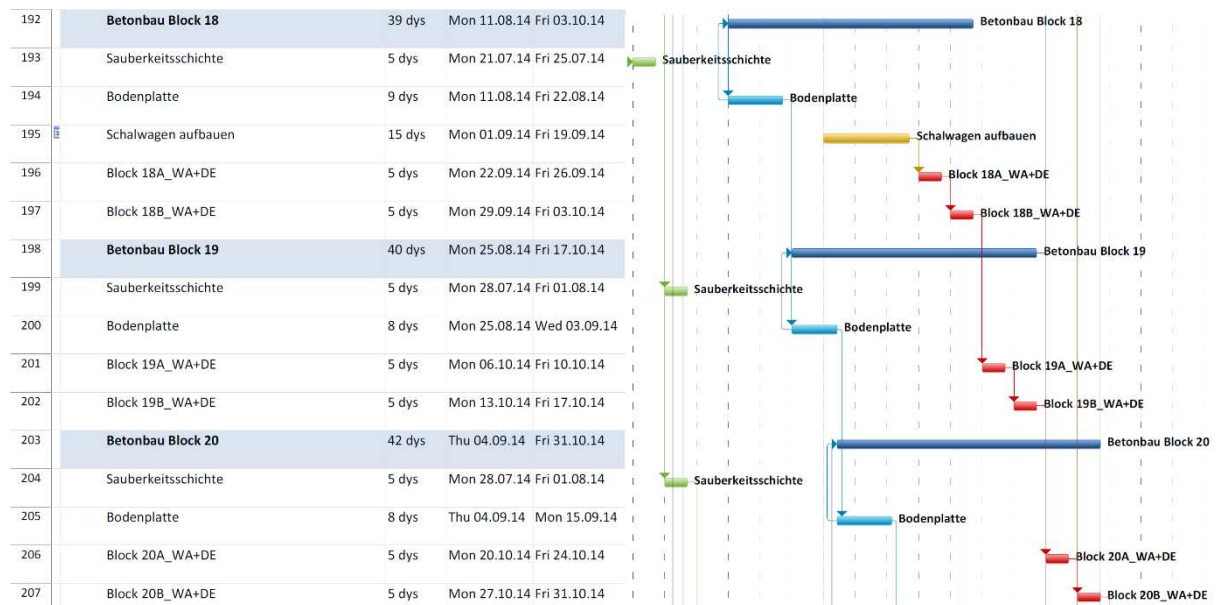 192 Betonbau Block 18 39 dys Mon 11.08.14 Fri 03.10.14 Betonbau Block 18
193 Sauberkeitsschichte 5 dys Mon 21.07.14 Fri 25.07.14 Sauberkeitsschichte
194 Bodenplatte 9 dys Mon 11.08.14 Fri 22.08.14 Bodenplatte
195 Schalwagen aufbauen 15 dys Mon 01.09.14 Fri 19.09.14 Schalwagen aufbauen
196 Block 18A_WA+DE 5 dys Mon 22.09.14 Fri 26.09.14 Block 18A_WA+DE
197 Block 18B_WA+DE 5 dys Mon 29.09.14 Fri 03.10.14 Block 18B_WA+DE
198 Betonbau Block 19 40 dys Mon 25.08.14 Fri 17.10.14 Betonbau Block 19
199 Sauberkeitsschichte 5 dys Mon 28.07.14 Fri 01.08.14 Sauberkeitsschichte
200 Bodenplatte 8 dys Mon 25.08.14 Wed 03.09.14 Bodenplatte
201 Block 19A_WA+DE 5 dys Mon 06.10.14 Fri 10.10.14 Block 19A_WA+DE
202 Block 19B_WA+DE 5 dys Mon 13.10.14 Fri 17.10.14 Block 19B_WA+DE
203 Betonbau Block 20 42 dys Thu 04.09.14 Fri 31.10.14 Betonbau Block 20
204 Sauberkeitsschichte 5 dys Mon 28.07.14 Fri 01.08.14 Sauberkeitsschichte
205 Bodenplatte 8 dys Thu 04.09.14 Mon 15.09.14 Bodenplatte
206 Block 20A_WA+DE 5 dys Mon 20.10.14 Fri 24.10.14 Block 20A_WA+DE
207 Block 20B_WA+DE 5 dys Mon 27.10.14 Fri 31.10.14 Block 20B_WA+DE